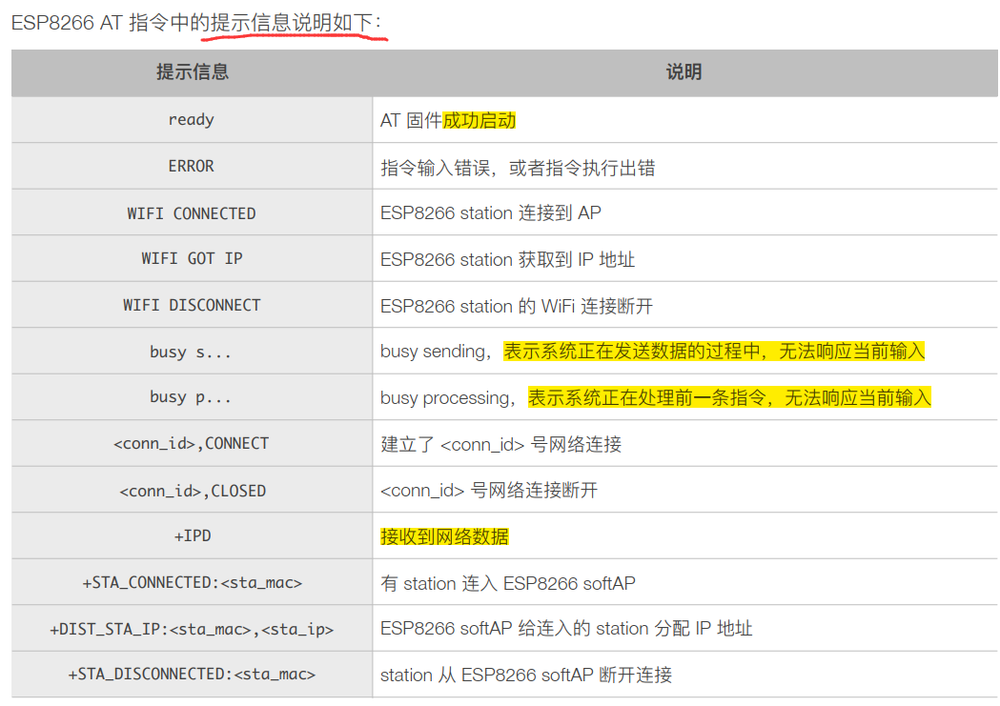 ESP8266 AT 指令中的提示信息说明如下：
提示信息 说明
ready AT 固件成功启动
ERROR 指令输入错误，或者指令执行出错
WIFI CONNECTED ESP8266 station 连接到 AP
WIFI GOT IP ESP8266 station 获取到 IP 地址
WIFI DISCONNECT ESP8266 station 的 WiFi 连接断开
busy s... busy sending，表示系统正在发送数据的过程中，无法响应当前输入
busy p... busy processing，表示系统正在处理前一条指令，无法响应当前输入
<conn_id>,CONNECT 建立了 <conn_id> 号网络连接
<conn_id>,CLOSED <conn_id> 号网络连接断开
+IPD 接收到网络数据
+STA_CONNECTED:<sta_mac> 有 station 连入 ESP8266 softAP
+DIST_STA_IP:<sta_mac>,<sta_ip> ESP8266 softAP 给连入的 station 分配 IP 地址
+STA_DISCONNECTED:<sta_mac> station 从 ESP8266 softAP 断开连接